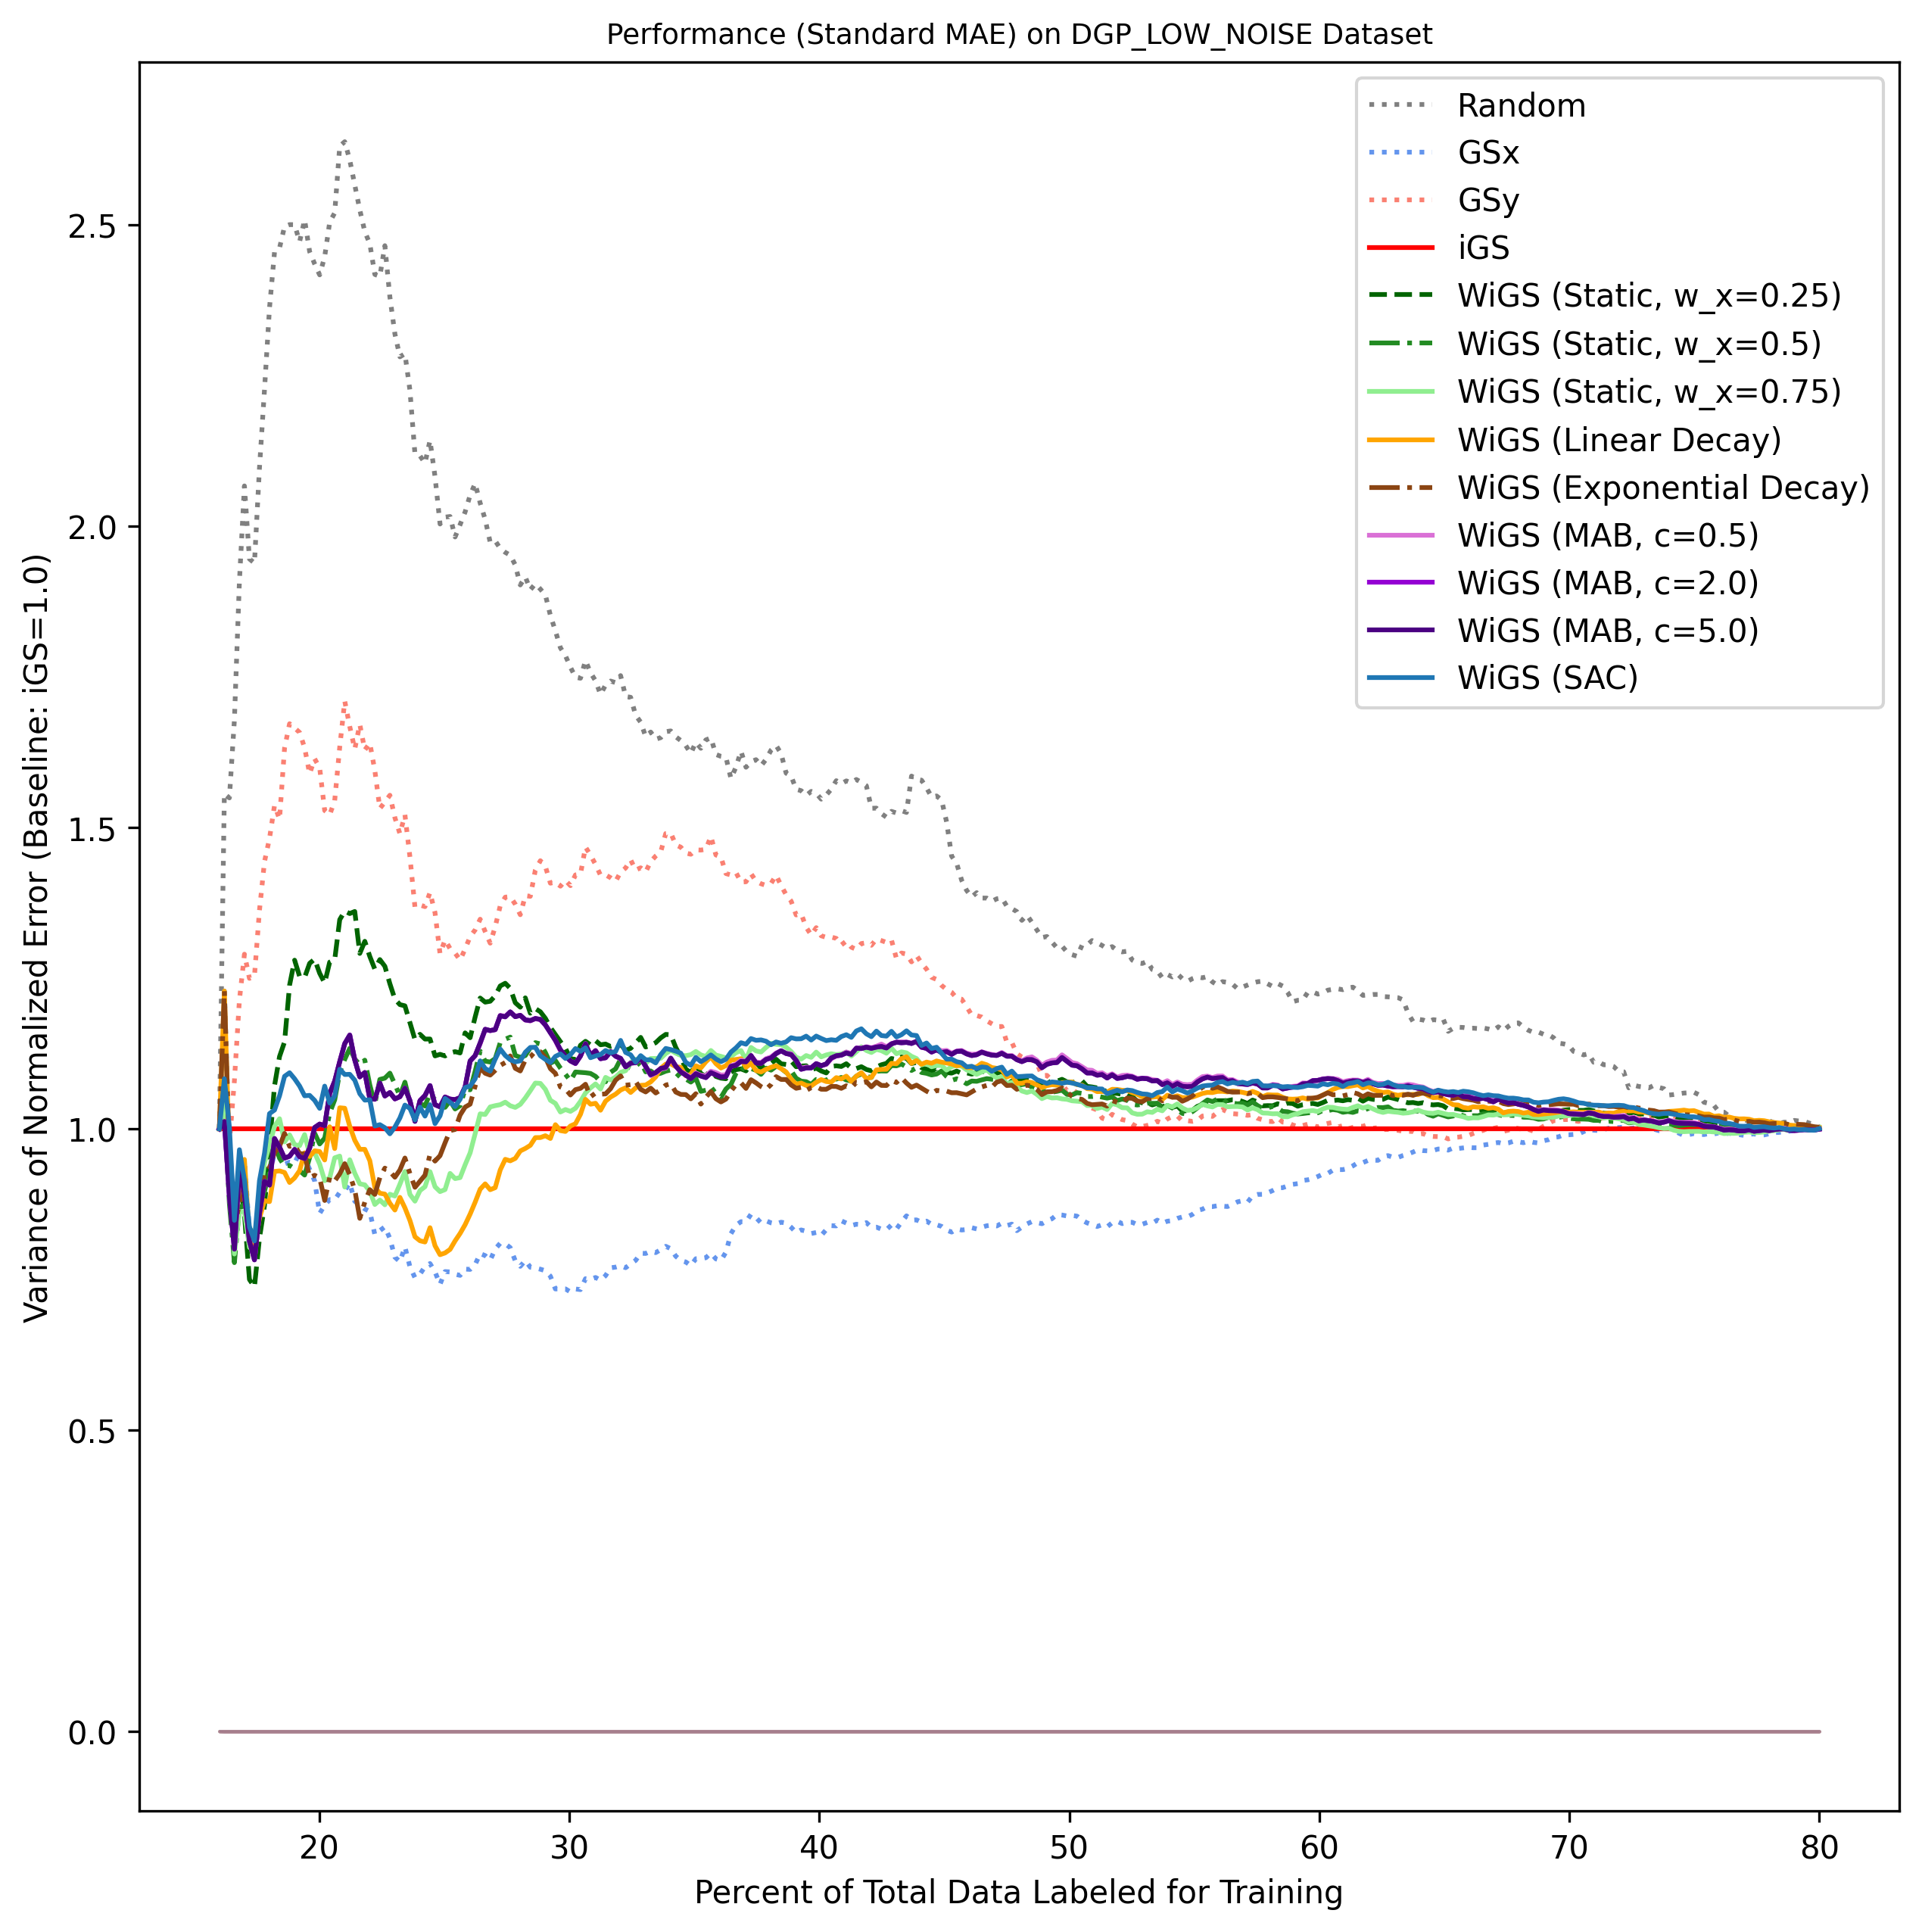 Performance (Standard MAE) on DGP_LOW_NOISE Dataset
Variance of Normalized Error (Baseline: iGS=1.0)
2.5
2.0
1.5
1.0
0.5
0.0
Random
GSx
GSy
iGS
WiGS (Static, w_x=0.25)
WiGS (Static, w_x=0.5)
WiGS (Static, w_x=0.75)
WiGS (Linear Decay)
WiGS (Exponential Decay)
WiGS (MAB, c=0.5)
WiGS (MAB, c=2.0)
WiGS (MAB, c=5.0)
WiGS (SAC)
20 30 40 50 60 70 80
Percent of Total Data Labeled for Training